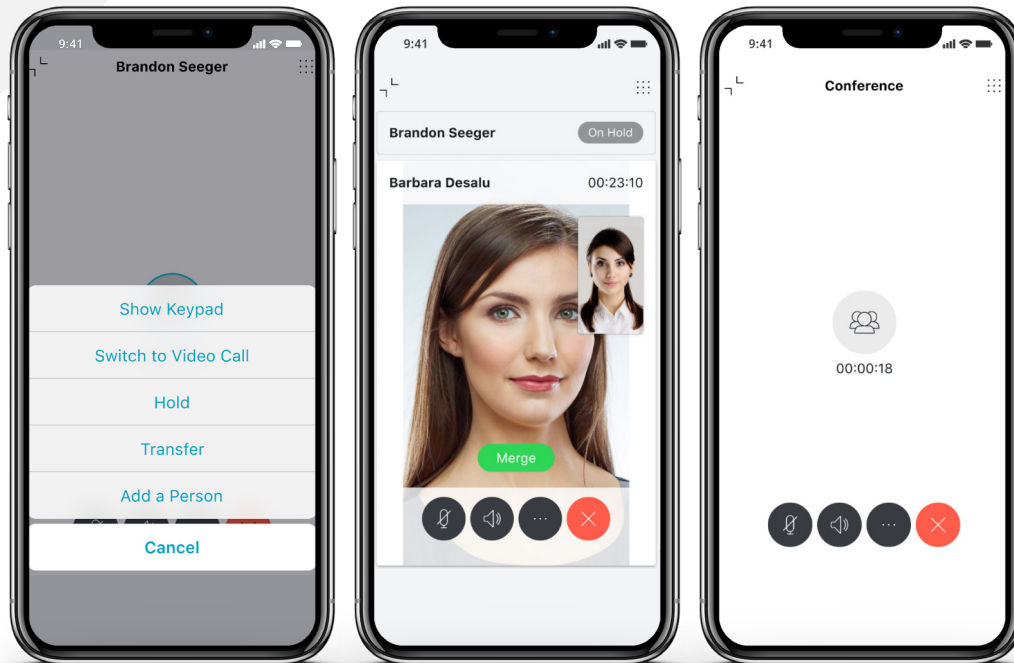 9:41
Brandon Seeger
Show Keypad
Switch to Video Call
Hold
Transfer
Add a Person
Cancel
9:41
Brandon Seeger On Hold
Barbara Desalu 00:23:10
Merge
9:41
Conference
00:00:18